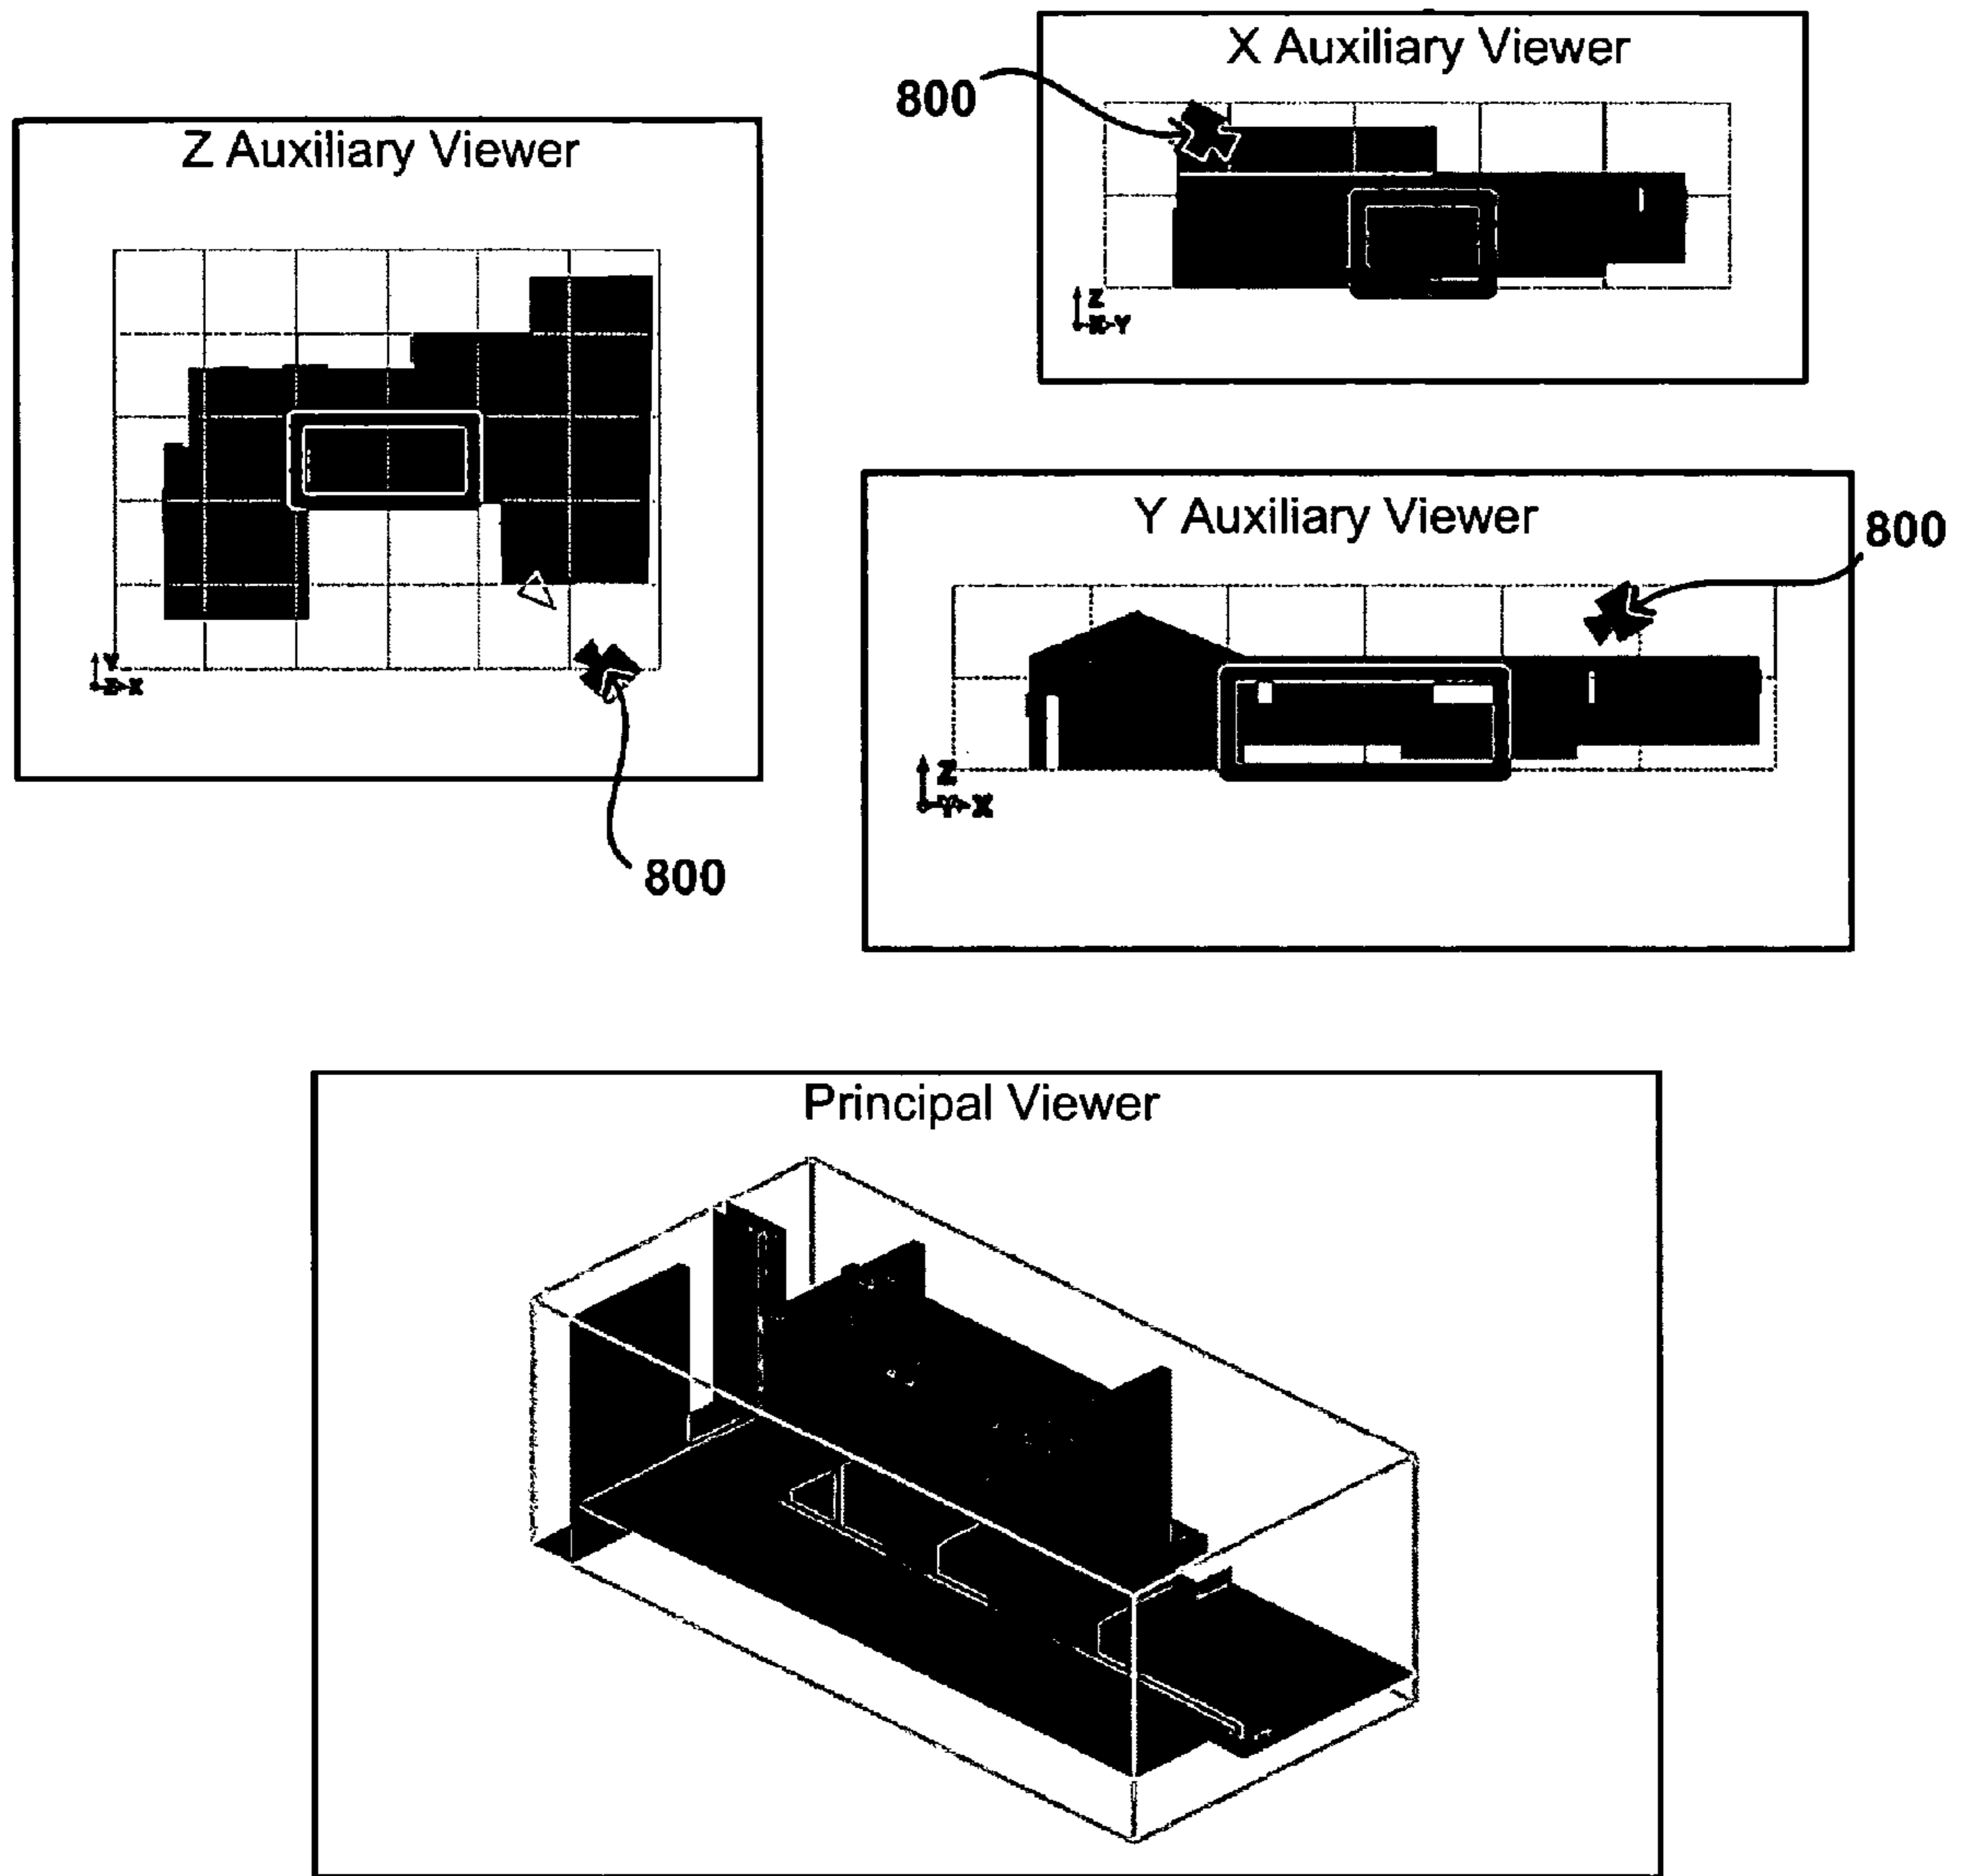 X Auxiliary Viewer
800
Z
X Y
Z Auxiliary Viewer
Y
Z X
800
Y Auxiliary Viewer
800
Z
Y X
Principal Viewer